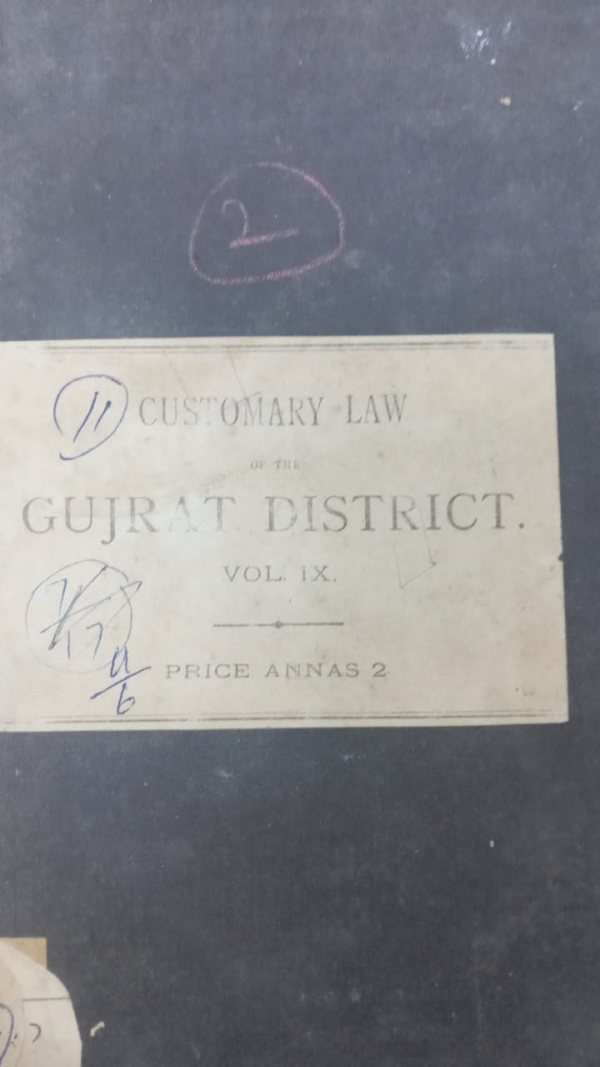 2
11
CUSTOMARY LAW
OF THE
GUJRAT DISTRICT.
VOL. IX.
PRICE ANNAS 2